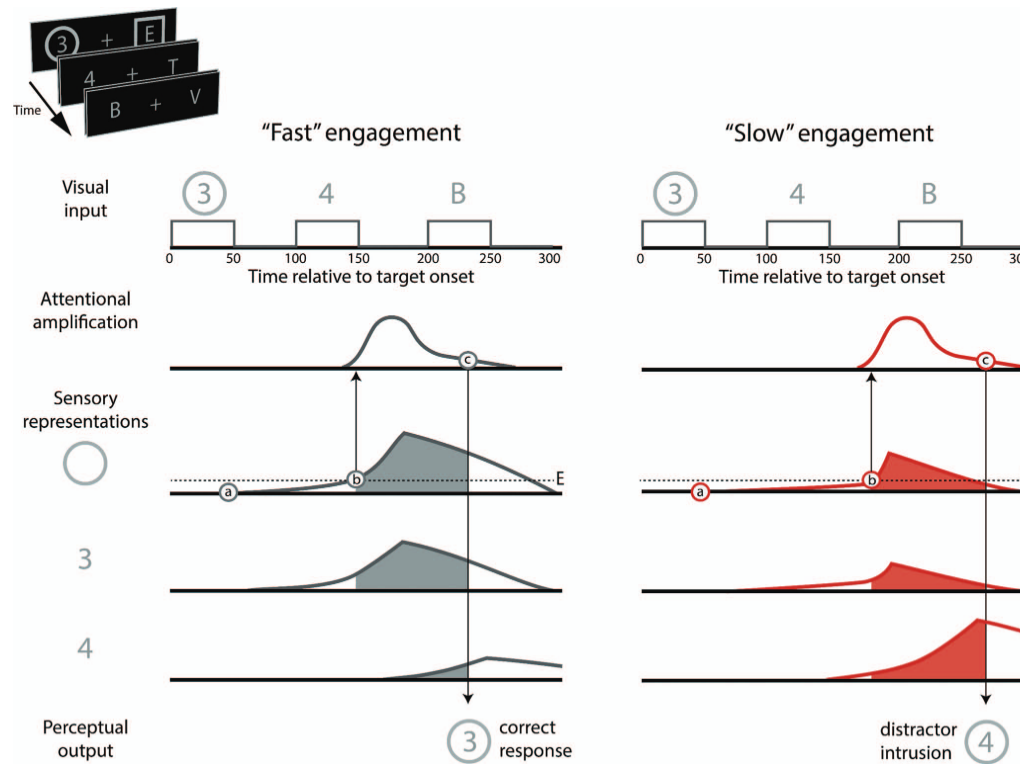 3 + E
4 + T
B + V
Time
"Fast" engagement
"Slow" engagement
Visual
input
3 4 B
3 4 B
0 50 100 150 200 250 300
0 50 100 150 200 250
Time relative to target onset
Time relative to target onset
Attentional
amplification
c
c
Sensory
representations
b
E
b
a
a
3
4
Perceptual
output
3
correct
response
distractor
intrusion
4